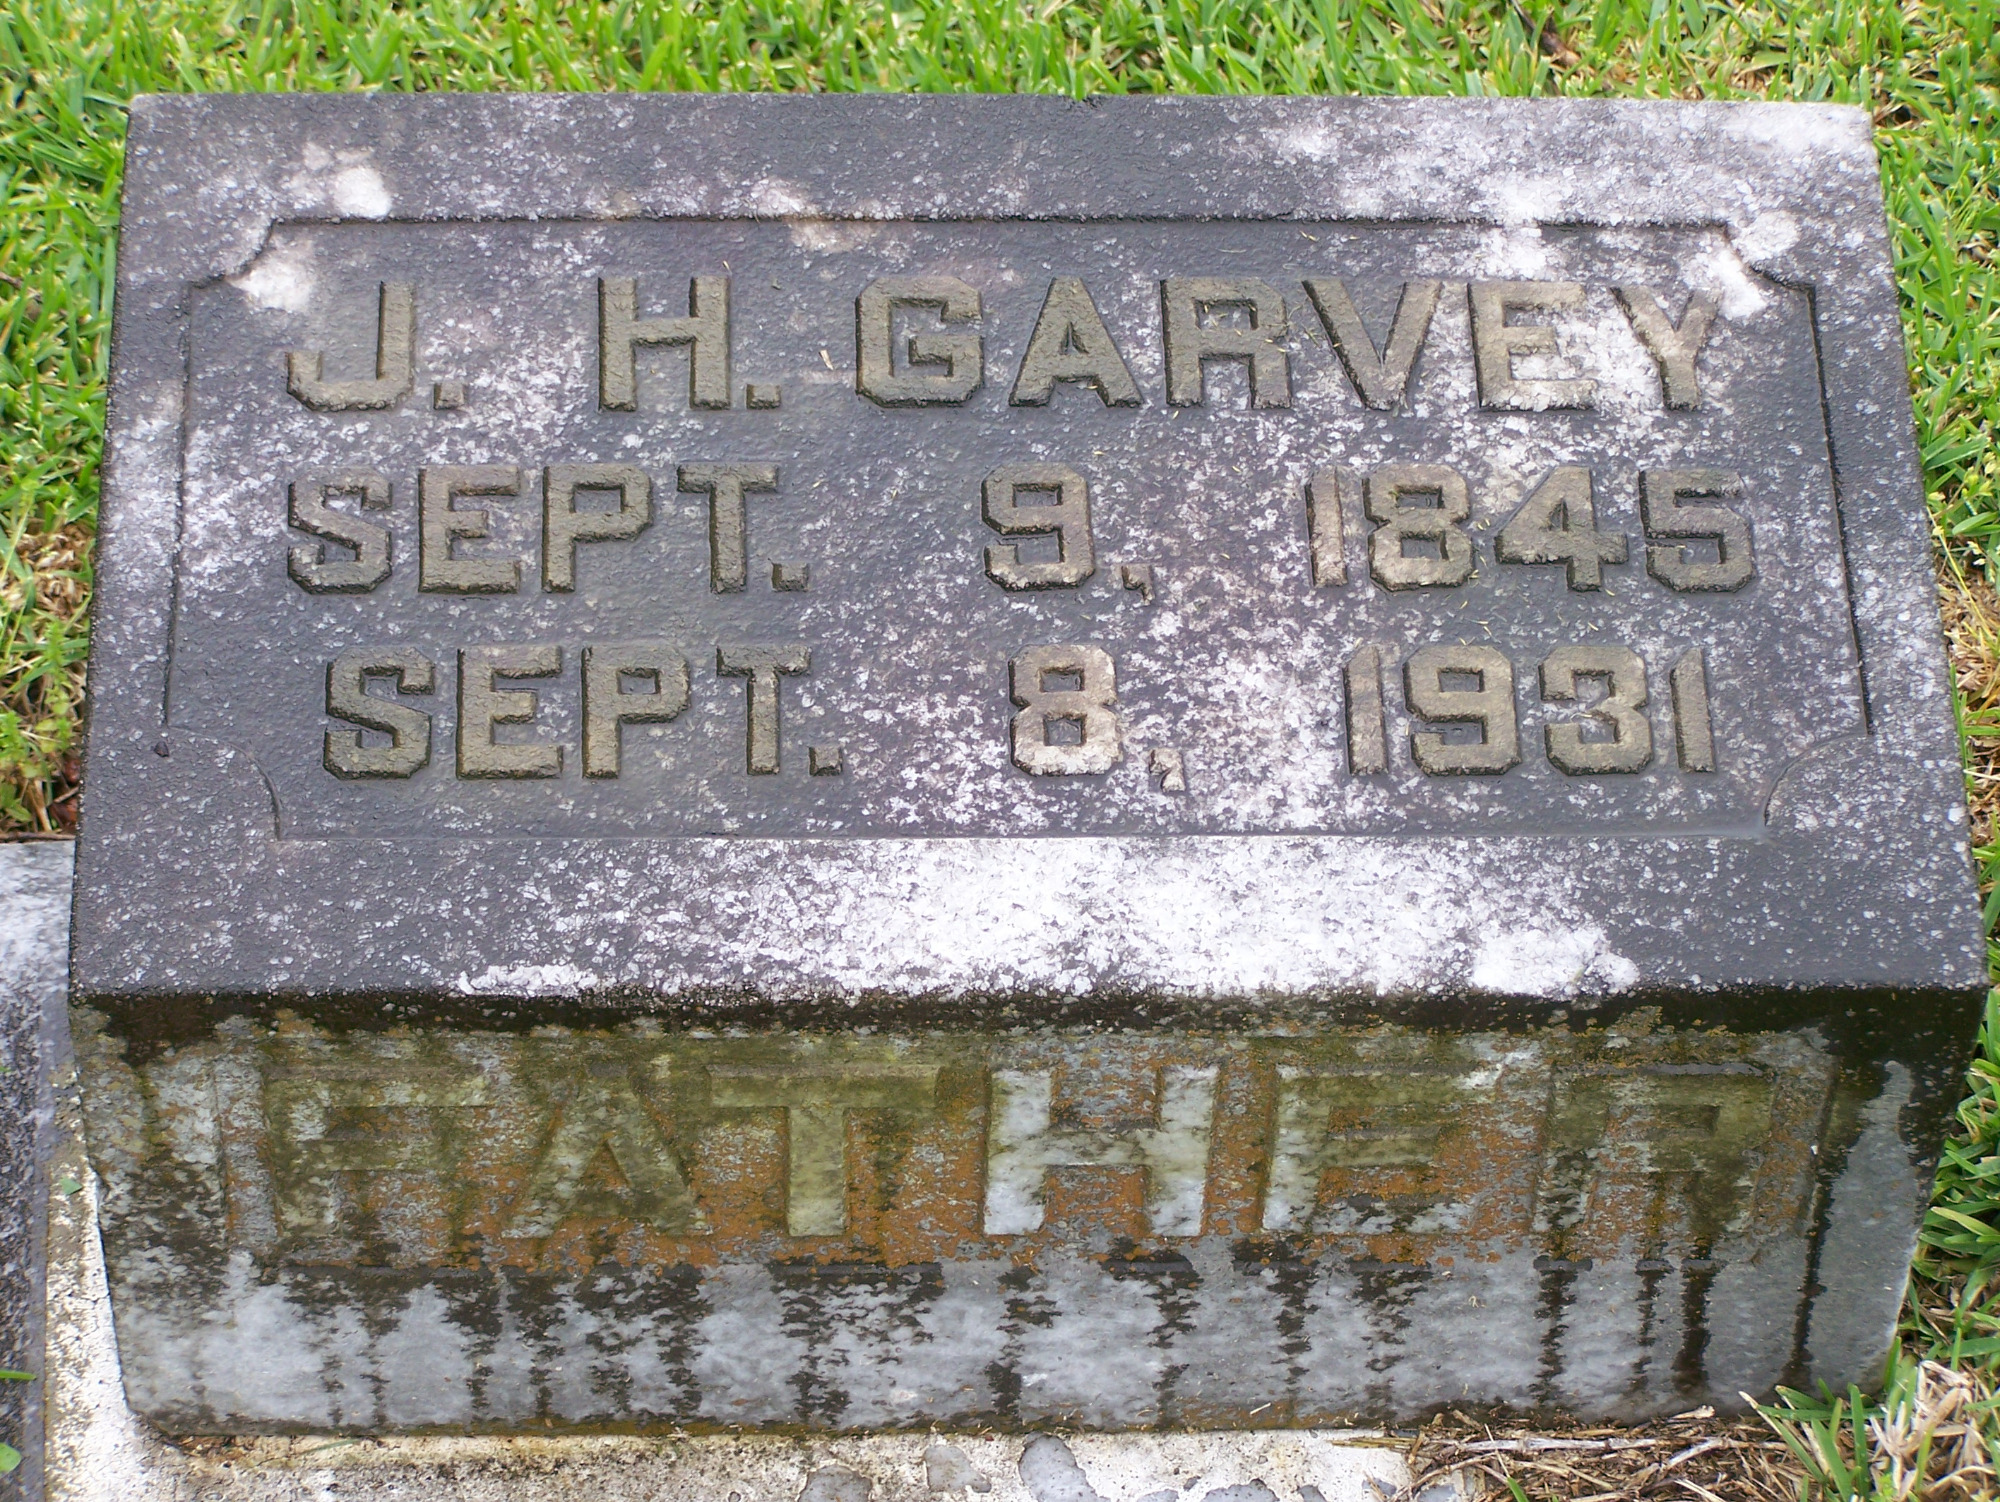 J. H. GARVEY
SEPT. 9, 1845
SEPT. 8, 1931
FATHER